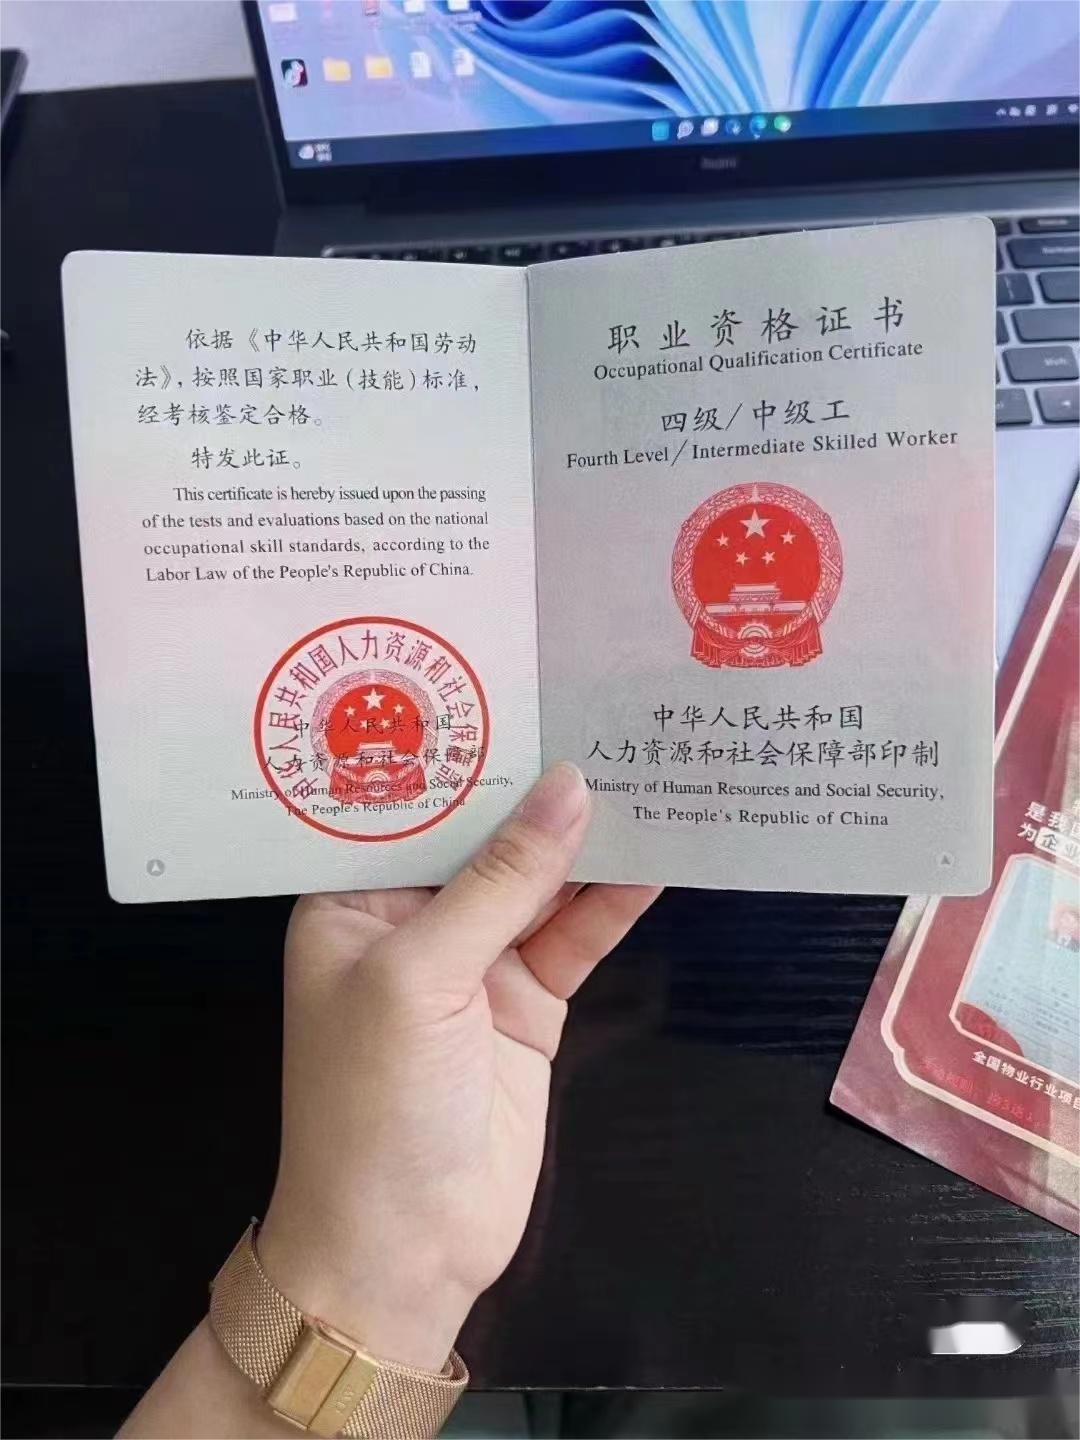 依据《中华人民共和国劳动
法》，按照国家职业（技能）标准，
经考核鉴定合格。
特发此证。
This certificate is hereby issued upon the passing
of the tests and evaluations based on the national
occupational skill standards, according to the
Labor Law of the People's Republic of China.
中华人民共和国人力资源和社会保障部
中华人民共和国
人力资源和社会保障部
Ministry of Human Resources and Social Security,
The People's Republic of China
职业资格证书
Occupational Qualification Certificate
四级/中级工
Fourth Level/Intermediate Skilled Worker
中华人民共和国
人力资源和社会保障部印制
Ministry of Human Resources and Social Security,
The People's Republic of China
是我
为企业
全国物业行业项目